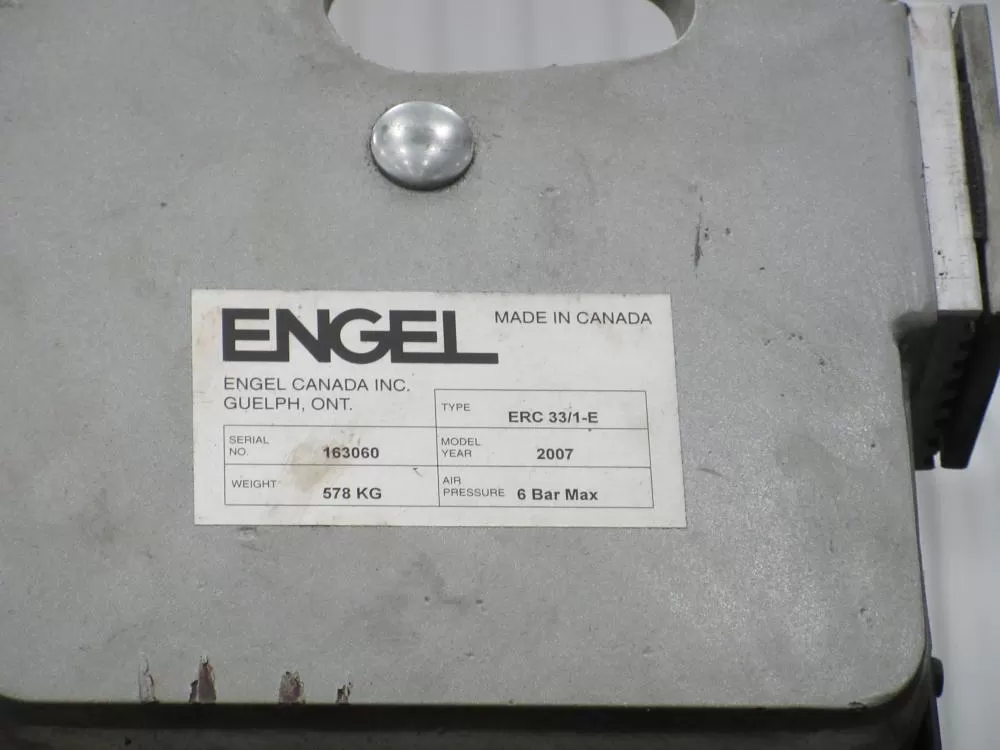 ENGEL
MADE IN CANADA
ENGEL CANADA INC.
GUELPH, ONT.
TYPE ERC 33/1-E
SERIAL
NO. 163060
MODEL
YEAR 2007
WEIGHT 578 KG
AIR
PRESSURE 6 Bar Max